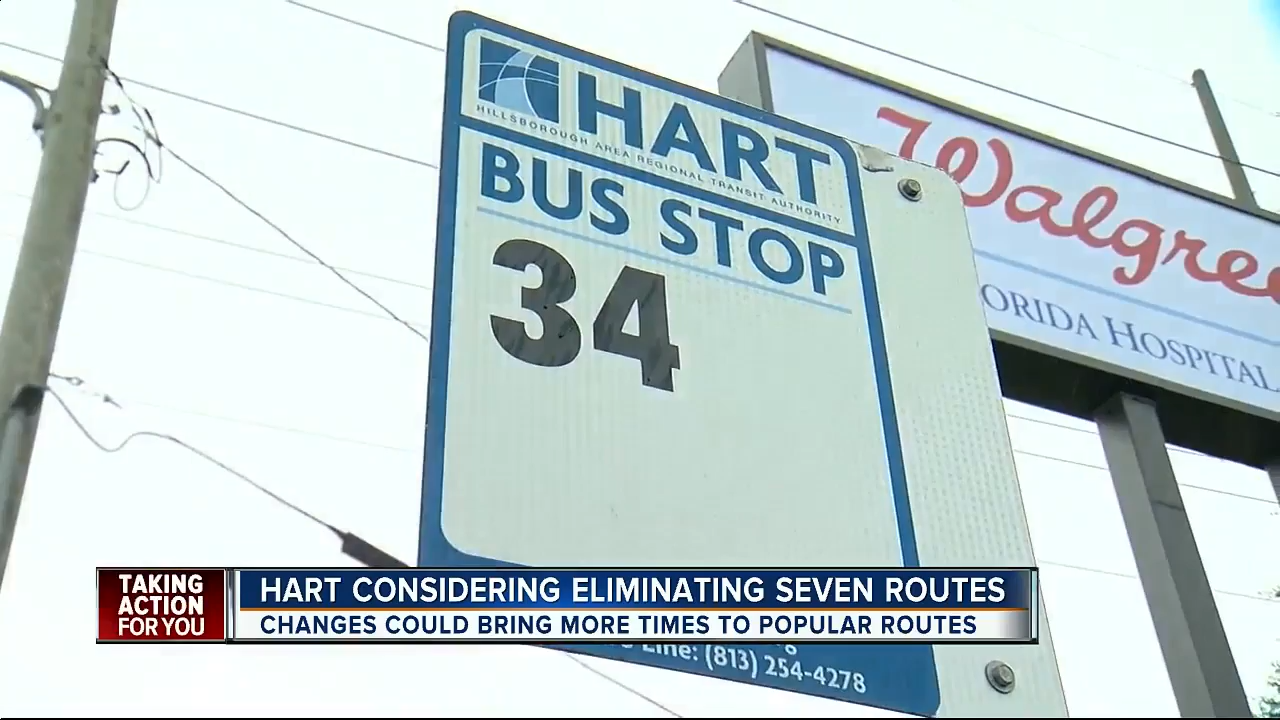 HART
HILLSBOROUGH AREA REGIONAL TRANSIT AUTHORITY
BUS STOP
34
Line: (813) 254-4278
ORIDA HOSPITAL
TAKING
ACTION
FOR YOU
HART CONSIDERING ELIMINATING SEVEN ROUTES
CHANGES COULD BRING MORE TIMES TO POPULAR ROUTES
Walgree